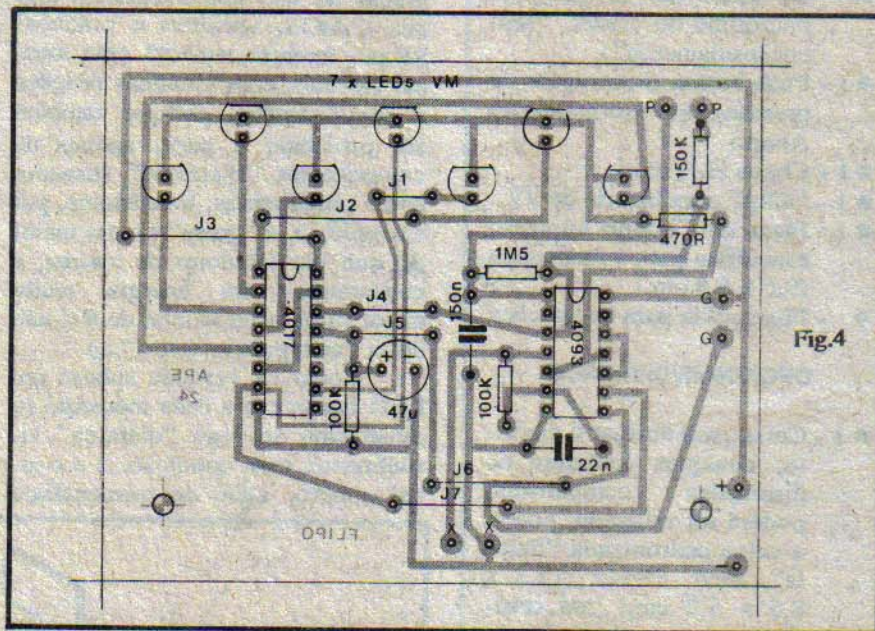 7 x LEDs VM
P
P
150K
J1
J2
J3
470R
1M5
J4
J5
150n
4017
4093
G
G
Fig.4
APE
24
100K
+
−
47u
100K
22n
J6
J7
X
X
FLIPO
+
−